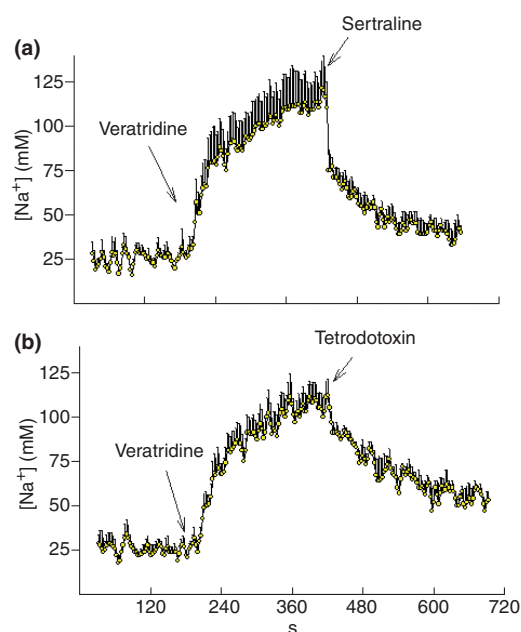 (a)
Sertraline
Veratridine
[Na+] (mM)
125
100
75
50
25
(b)
Tetrodotoxin
Veratridine
[Na+] (mM)
125
100
75
50
25
120 240 360 480 600 720
s